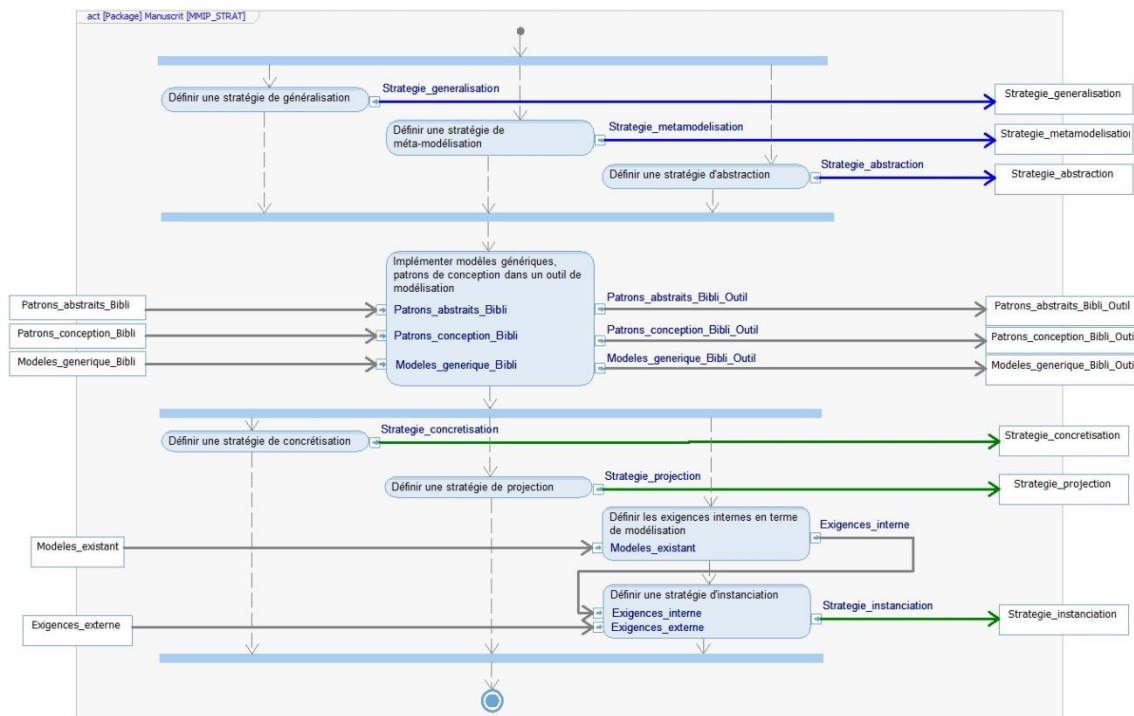 act [Package] Manuscrit [MMIP_STRAT]
Strategie_generalisation
Définir une stratégie de généralisation
Strategie_generalisation
Définir une stratégie de
méta-modélisation
Strategie_metamodelisation
Strategie_metamodelisation
Définir une stratégie d'abstraction
Strategie_abstraction
Strategie_abstraction
Implémenter modèles génériques,
patrons de conception dans un outil de
modélisation
Patrons_abstraits_Bibli
Patrons_abstraits_Bibli
Patrons_abstraits_Bibli_Outil
Patrons_abstraits_Bibli_Outil
Patrons_conception_Bibli
Patrons_conception_Bibli
Patrons_conception_Bibli_Outil
Patrons_conception_Bibli_Outi
Modeles_generique_Bibli
Modeles_generique_Bibli
Modeles_generique_Bibli_Outil
Modeles_generique_Bibli_Outil
Strategie_concretisation
Définir une stratégie de concrétisation
Strategie_concretisation
Définir une stratégie de projection
Strategie_projection
Strategie_projection
Définir les exigences internes en terme
de modélisation
Exigences_interne
Modeles_existant
Modeles_existant
Définir une stratégie d'instanciation
Strategie_instanciation
Strategie_instanciation
Exigences_interne
Exigences_externe
Exigences_externe